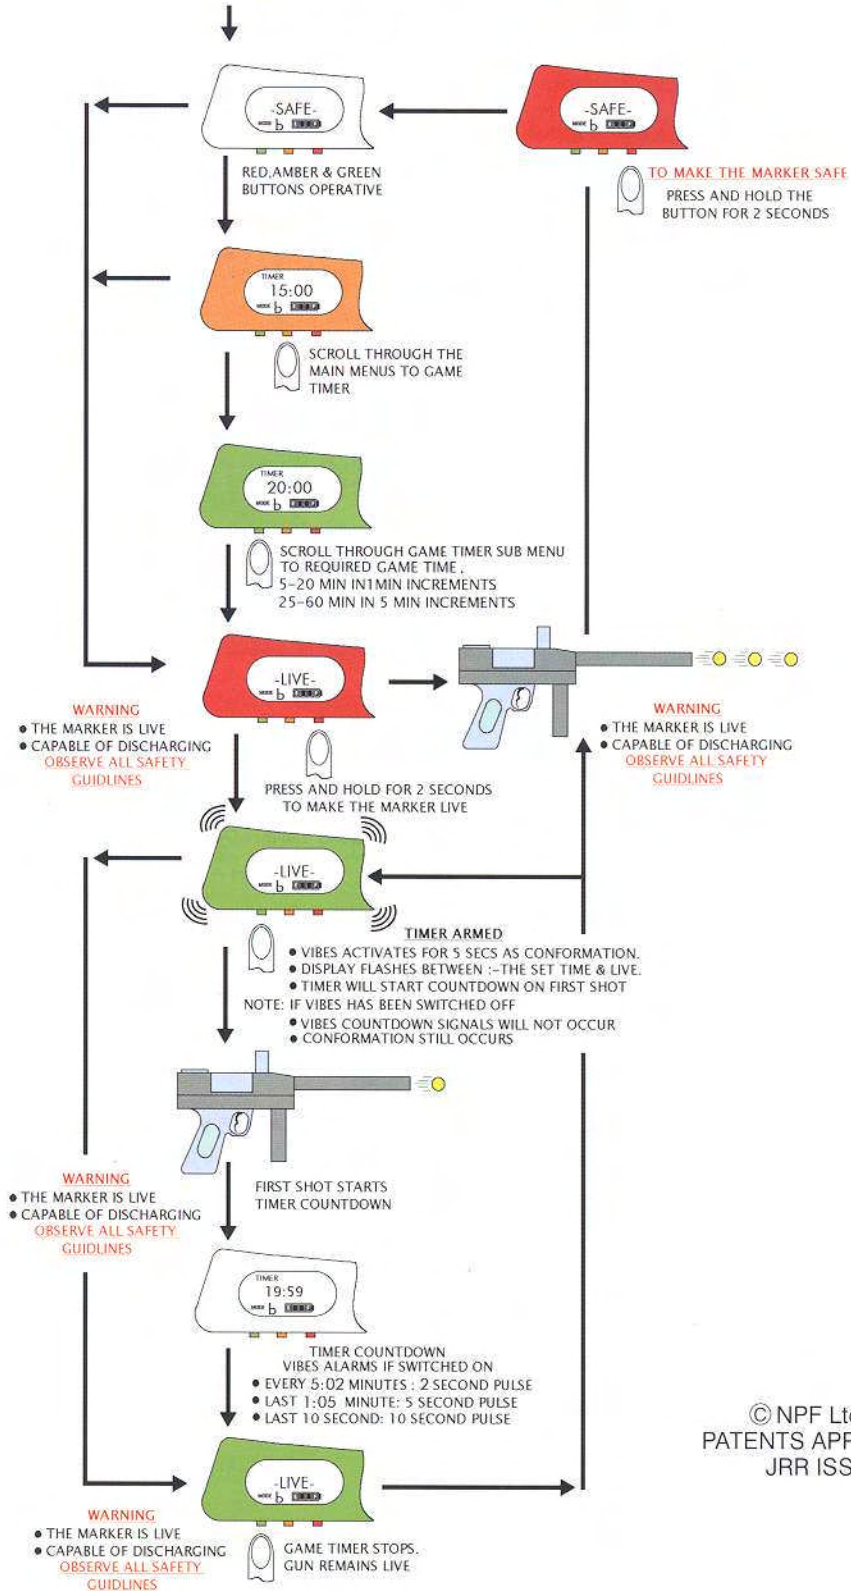 -SAFE-
MODE b
RED,AMBER & GREEN
BUTTONS OPERATIVE
-SAFE-
MODE b
TO MAKE THE MARKER SAFE
PRESS AND HOLD THE
BUTTON FOR 2 SECONDS
TIMER
15:00
MODE b
SCROLL THROUGH THE
MAIN MENUS TO GAME
TIMER
TIMER
20:00
MODE b
SCROLL THROUGH GAME TIMER SUB MENU
TO REQUIRED GAME TIME.
5-20 MIN IN1MIN INCREMENTS
25-60 MIN IN 5 MIN INCREMENTS
-LIVE-
MODE b
WARNING
• THE MARKER IS LIVE
• CAPABLE OF DISCHARGING
OBSERVE ALL SAFETY
GUIDLINES
PRESS AND HOLD FOR 2 SECONDS
TO MAKE THE MARKER LIVE
WARNING
• THE MARKER IS LIVE
• CAPABLE OF DISCHARGING
OBSERVE ALL SAFETY
GUIDLINES
-LIVE-
MODE b
TIMER ARMED
• VIBES ACTIVATES FOR 5 SECS AS CONFORMATION.
• DISPLAY FLASHES BETWEEN :-THE SET TIME & LIVE.
• TIMER WILL START COUNTDOWN ON FIRST SHOT
NOTE: IF VIBES HAS BEEN SWITCHED OFF
• VIBES COUNTDOWN SIGNALS WILL NOT OCCUR
• CONFORMATION STILL OCCURS
WARNING
• THE MARKER IS LIVE
• CAPABLE OF DISCHARGING
OBSERVE ALL SAFETY
GUIDLINES
FIRST SHOT STARTS
TIMER COUNTDOWN
TIMER
19:59
MODE b
TIMER COUNTDOWN
VIBES ALARMS IF SWITCHED ON
• EVERY 5:02 MINUTES : 2 SECOND PULSE
• LAST 1:05 MINUTE: 5 SECOND PULSE
• LAST 10 SECOND: 10 SECOND PULSE
© NPF Ltd
PATENTS APP
JRR ISS
-LIVE-
MODE b
WARNING
• THE MARKER IS LIVE
• CAPABLE OF DISCHARGING
OBSERVE ALL SAFETY
GUIDLINES
GAME TIMER STOPS.
GUN REMAINS LIVE